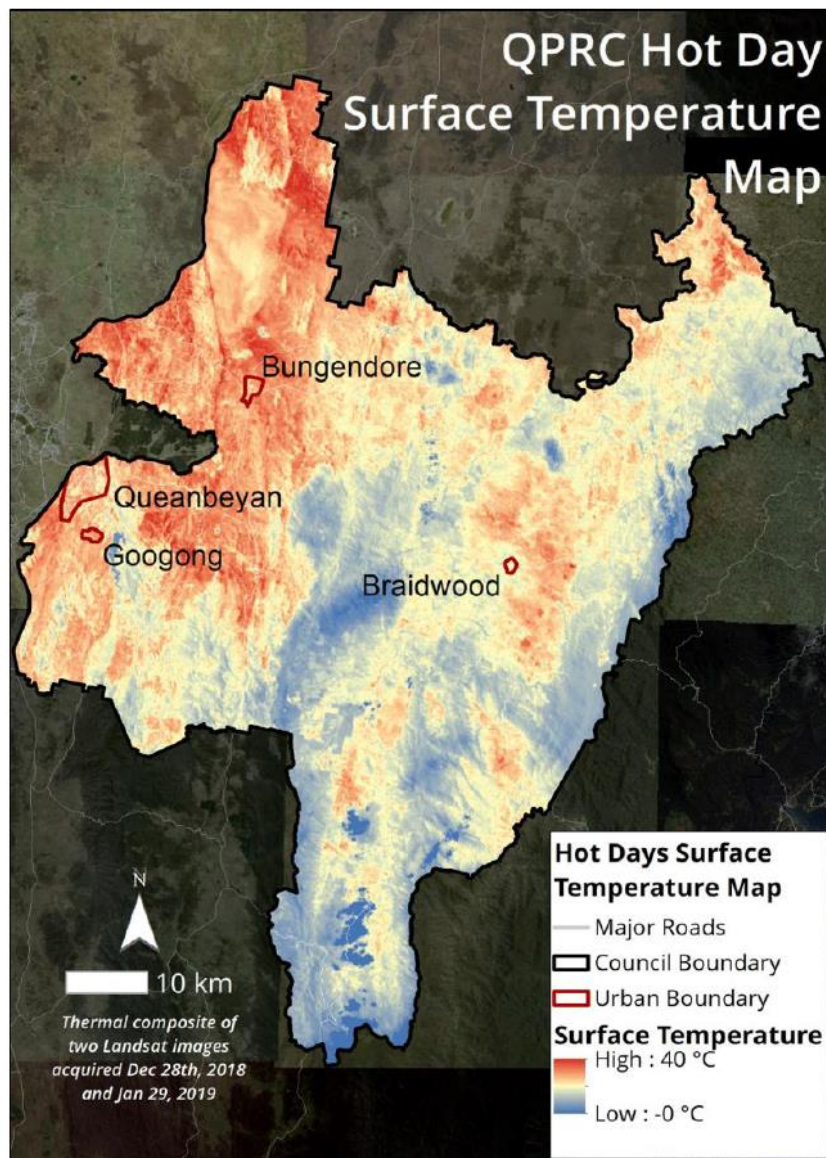 QPRC Hot Day
Surface Temperature
Map
Bungendore
Queanbeyan
Googong
Braidwood
N
10 km
Thermal composite of
two Landsat images
acquired Dec 28th, 2018
and Jan 29, 2019
Hot Days Surface
Temperature Map
Major Roads
Council Boundary
Urban Boundary
Surface Temperature
High : 40 °C
Low : -0 °C